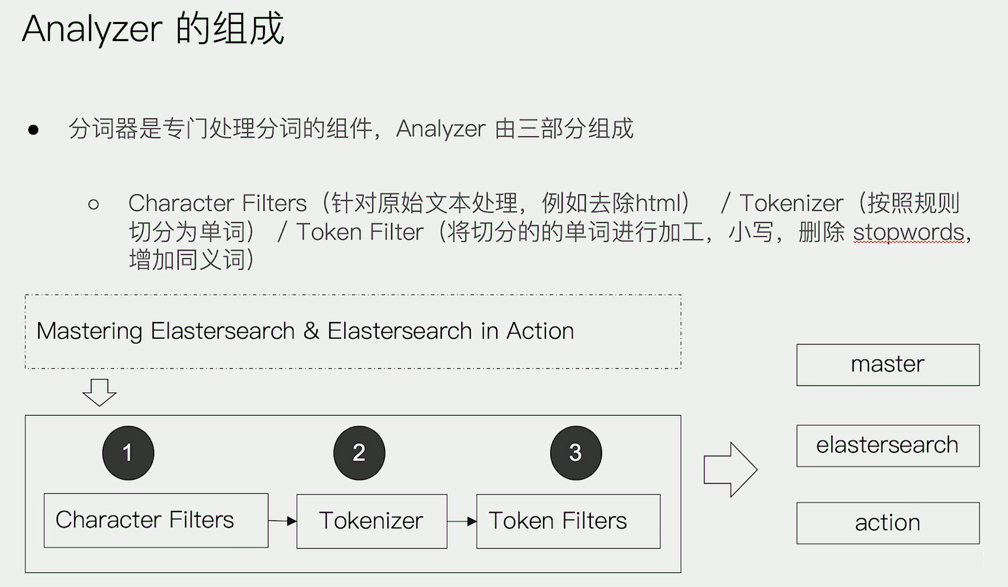 Analyzer 的组成
● 分词器是专门处理分词的组件，Analyzer 由三部分组成
○ Character Filters（针对原始文本处理，例如去除html） / Tokenizer（按照规则
切分为单词） / Token Filter（将切分的的单词进行加工，小写，删除 stopwords，
增加同义词）
Mastering Elastersearch & Elastersearch in Action
1
2
3
Character Filters
Tokenizer
Token Filters
master
elastersearch
action